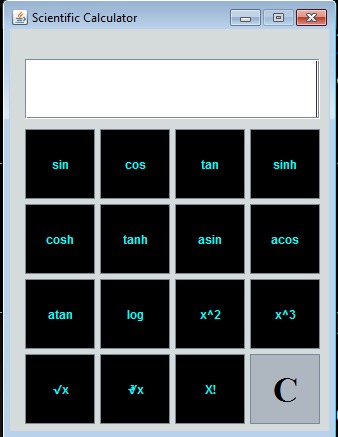 Scientific Calculator
sin cos tan sinh
cosh tanh asin acos
atan log x^2 x^3
√x ∛x X! C